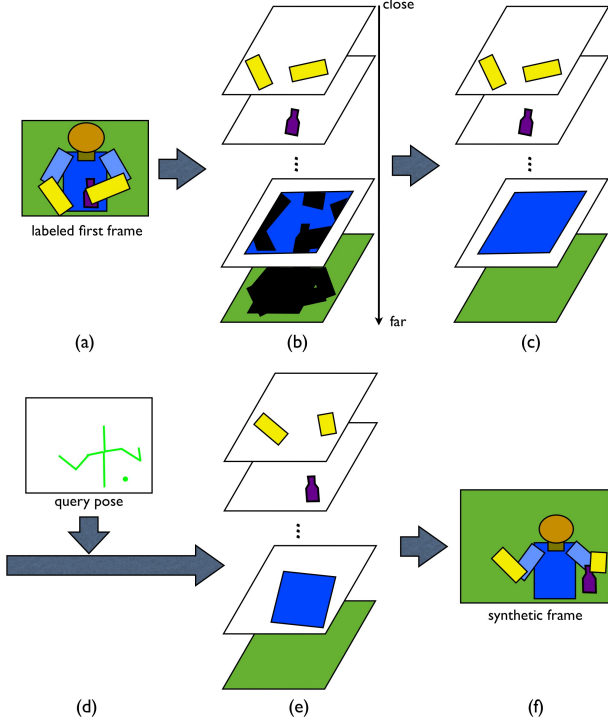 close
labeled first frame
far
(a)
(b)
(c)
query pose
synthetic frame
(d)
(e)
(f)